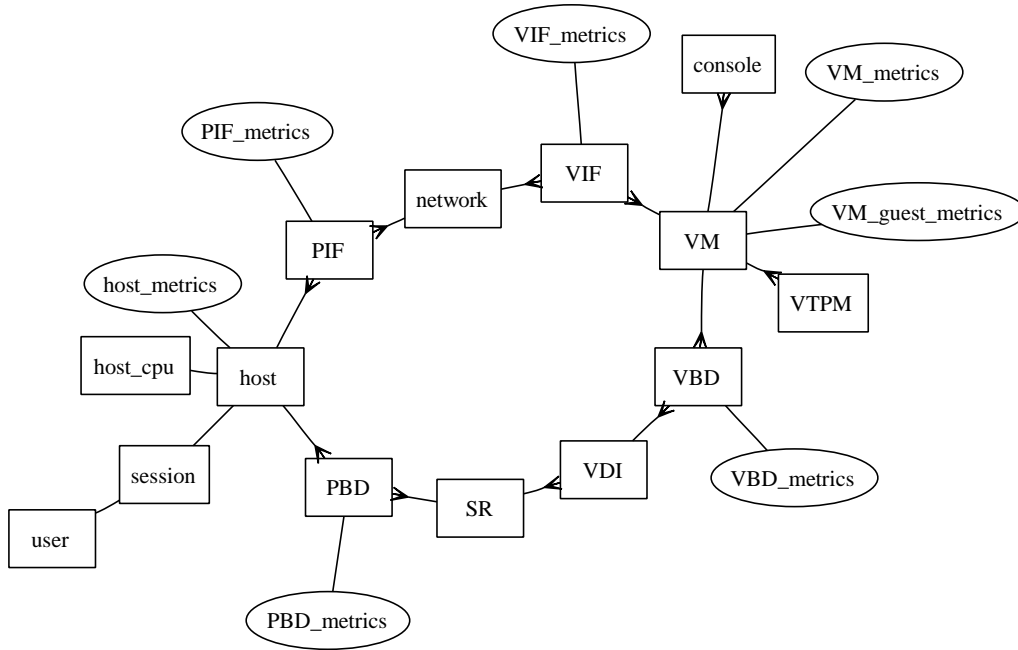 VIF_metrics
console
VM_metrics
PIF_metrics
VIF
network
VM_guest_metrics
PIF
VM
host_metrics
VTPM
host_cpu
host
VBD
session
PBD
VDI
VBD_metrics
SR
user
PBD_metrics